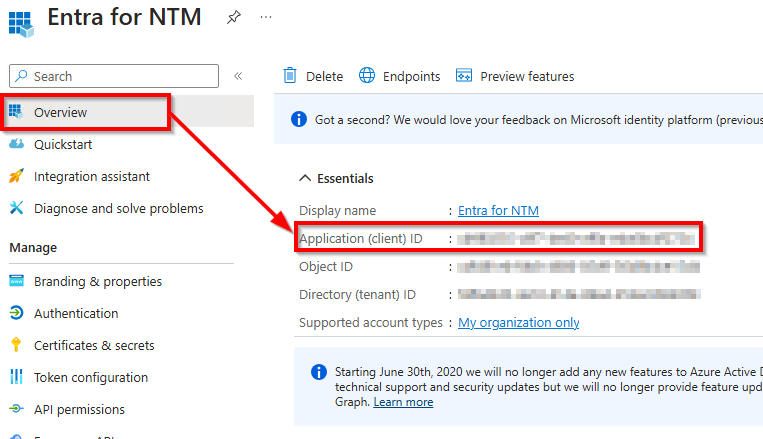 Entra for NTM
Search
Overview
Quickstart
Integration assistant
Diagnose and solve problems
Manage
Branding & properties
Authentication
Certificates & secrets
Token configuration
API permissions
Delete
Endpoints
Preview features
Got a second? We would love your feedback on Microsoft identity platform (previous
Essentials
Display name : Entra for NTM
Application (client) ID :
Object ID :
Directory (tenant) ID :
Supported account types : My organization only
Starting June 30th, 2020 we will no longer add any new features to Azure Active D
technical support and security updates but we will no longer provide feature upd
Graph. Learn more